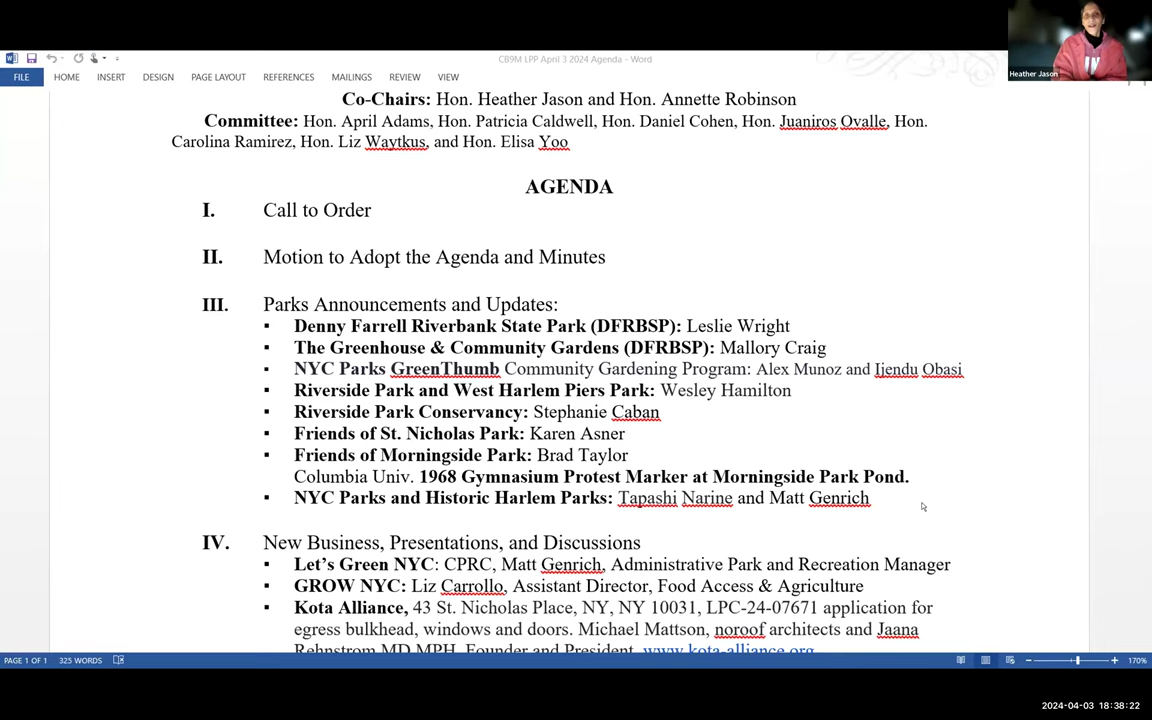 CB9M LPP April 3 2024 Agenda - Word
Heather Jason
FILE HOME INSERT DESIGN PAGE LAYOUT REFERENCES MAILINGS REVIEW VIEW
Co-Chairs: Hon. Heather Jason and Hon. Annette Robinson
Committee: Hon. April Adams, Hon. Patricia Caldwell, Hon. Daniel Cohen, Hon. Juaniros Ovalle, Hon.
Carolina Ramirez, Hon. Liz Waytkus, and Hon. Elisa Yoo
AGENDA
I. Call to Order
II. Motion to Adopt the Agenda and Minutes
III. Parks Announcements and Updates:
▪ Denny Farrell Riverbank State Park (DFRBSP): Leslie Wright
▪ The Greenhouse & Community Gardens (DFRBSP): Mallory Craig
▪ NYC Parks GreenThumb Community Gardening Program: Alex Munoz and Ijendu Obasi
▪ Riverside Park and West Harlem Piers Park: Wesley Hamilton
▪ Riverside Park Conservancy: Stephanie Caban
▪ Friends of St. Nicholas Park: Karen Asner
▪ Friends of Morningside Park: Brad Taylor
Columbia Univ. 1968 Gymnasium Protest Marker at Morningside Park Pond.
▪ NYC Parks and Historic Harlem Parks: Tapashi Narine and Matt Genrich
IV. New Business, Presentations, and Discussions
▪ Let's Green NYC: CPRC, Matt Genrich, Administrative Park and Recreation Manager
▪ GROW NYC: Liz Carrollo, Assistant Director, Food Access & Agriculture
▪ Kota Alliance, 43 St. Nicholas Place, NY, NY 10031, LPC-24-07671 application for
egress bulkhead, windows and doors. Michael Mattson, noroof architects and Jaana
Rehnstrom MD MPH, Founder and President, www.kota-alliance.org
PAGE 1 OF 1 325 WORDS 170%
2024-04-03 18:38:22